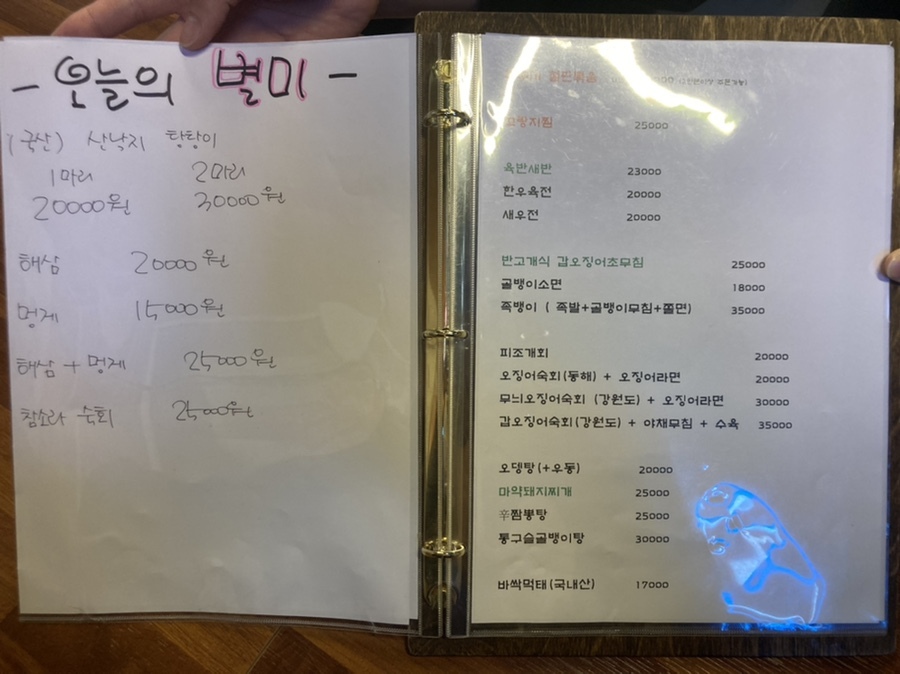 - 오늘의 별미 -
(국산) 산낙지 탕탕이
1마리 2마리
20000원 30000원
해삼 20000원
멍게 15000원
해삼 + 멍게 25000원
참소라 숙회 25000원
25000
육반새반 23000
한우육전 20000
새우전 20000
반고개식 갑오징어초무침 25000
골뱅이소면 18000
족뱅이 ( 족발+골뱅이무침+쫄면) 35000
피조개회 20000
오징어숙회(동해) + 오징어라면 20000
무늬오징어숙회 (강원도) + 오징어라면 30000
갑오징어숙회(강원도) + 야채무침 + 수육 35000
오뎅탕(+우동) 20000
마약돼지찌개 25000
辛짬뽕탕 25000
통구슬골뱅이탕 30000
바싹먹태(국내산) 17000